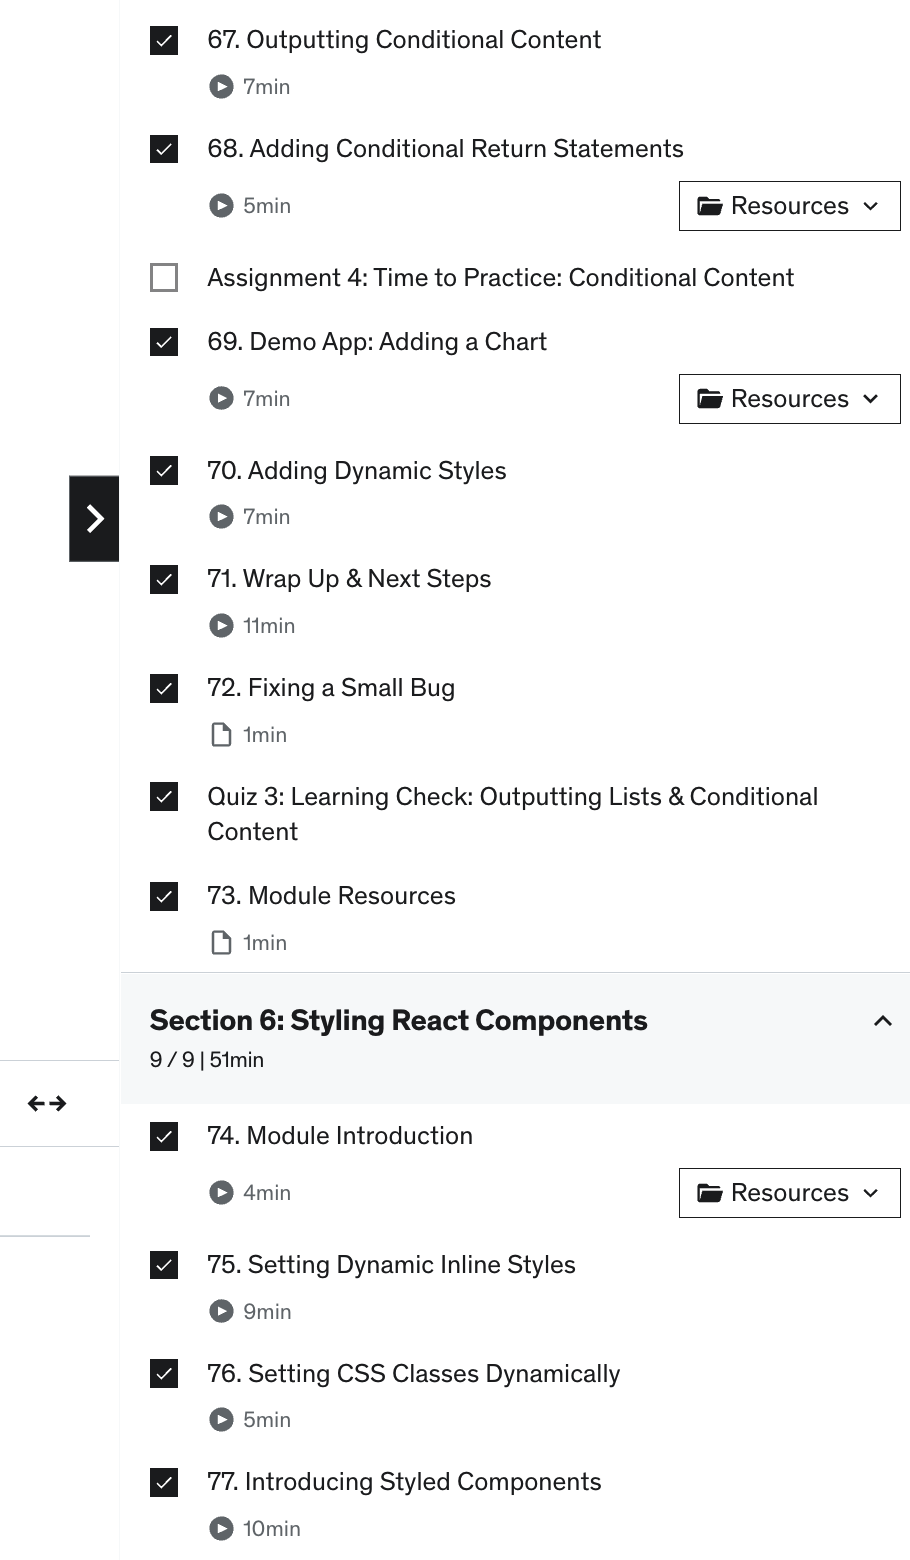 67. Outputting Conditional Content
7min
68. Adding Conditional Return Statements
5min
Resources
Assignment 4: Time to Practice: Conditional Content
69. Demo App: Adding a Chart
7min
Resources
70. Adding Dynamic Styles
7min
71. Wrap Up & Next Steps
11min
72. Fixing a Small Bug
1min
Quiz 3: Learning Check: Outputting Lists & Conditional
Content
73. Module Resources
1min
Section 6: Styling React Components
9 / 9 | 51min
74. Module Introduction
4min
Resources
75. Setting Dynamic Inline Styles
9min
76. Setting CSS Classes Dynamically
5min
77. Introducing Styled Components
10min